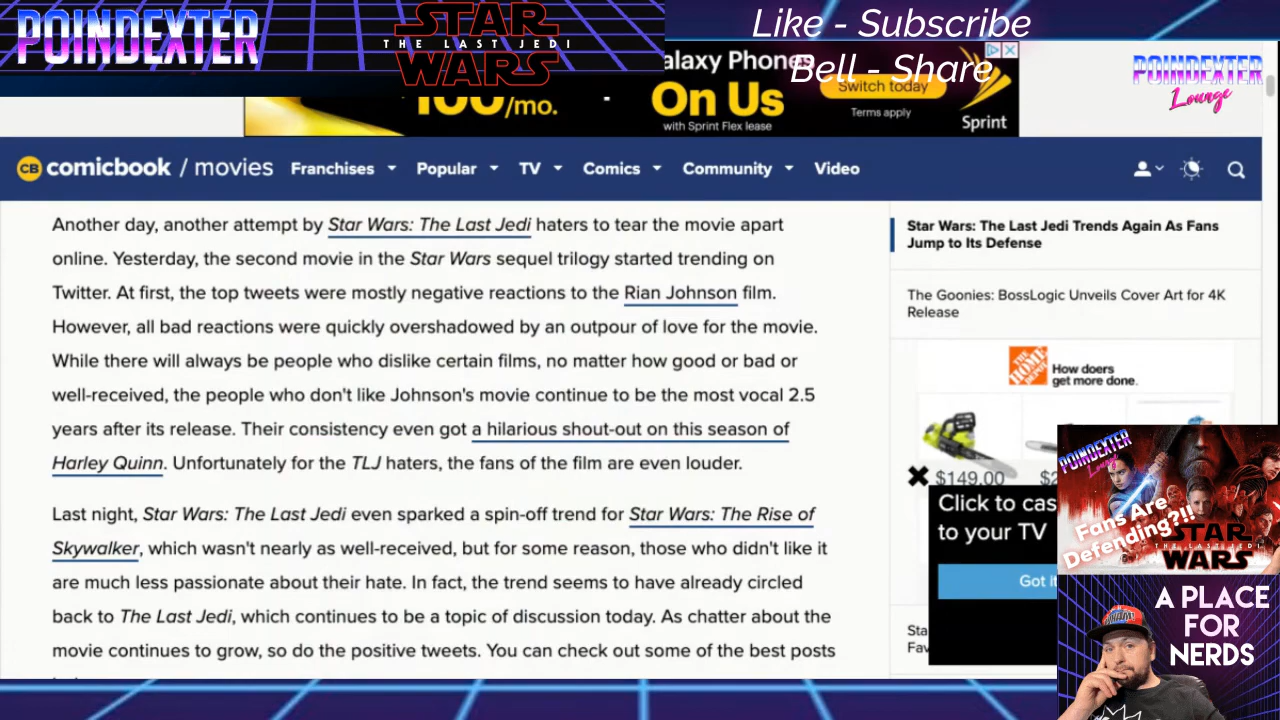 POINDEXTER
STAR
THE LAST JEDI
WARS
Like - Subscribe
Bell - Share
POINDEXTER
Lounge
/mo.
alaxy Phones
On Us
with Sprint Flex lease
Switch today
Terms apply
Sprint
CB comicbook / movies Franchises Popular TV Comics Community Video
Another day, another attempt by Star Wars: The Last Jedi haters to tear the movie apart
online. Yesterday, the second movie in the Star Wars sequel trilogy started trending on
Twitter. At first, the top tweets were mostly negative reactions to the Rian Johnson film.
However, all bad reactions were quickly overshadowed by an outpour of love for the movie.
While there will always be people who dislike certain films, no matter how good or bad or
well-received, the people who don't like Johnson's movie continue to be the most vocal 2.5
years after its release. Their consistency even got a hilarious shout-out on this season of
Harley Quinn. Unfortunately for the TLJ haters, the fans of the film are even louder.
Last night, Star Wars: The Last Jedi even sparked a spin-off trend for Star Wars: The Rise of
Skywalker, which wasn't nearly as well-received, but for some reason, those who didn't like it
are much less passionate about their hate. In fact, the trend seems to have already circled
back to The Last Jedi, which continues to be a topic of discussion today. As chatter about the
movie continues to grow, so do the positive tweets. You can check out some of the best posts
Star Wars: The Last Jedi Trends Again As Fans
Jump to Its Defense
The Goonies: BossLogic Unveils Cover Art for 4K
Release
THE HOME DEPOT
How doers
get more done.
$149.00 $2
Click to cas
to your TV
Got it
Sta
Fav
POINDEXTER
Lounge
Fans Are
Defending?!!
STAR
THE LAST JEDI
WARS
A PLACE
FOR
NERDS